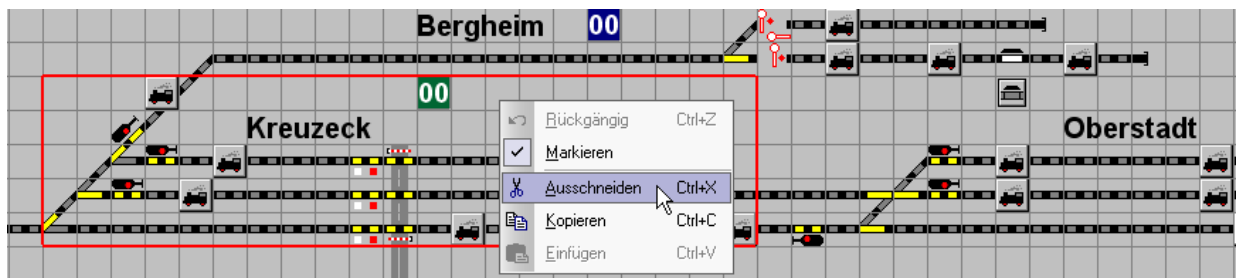 Bergheim 00
00
Kreuzeck
Oberstadt
Rückgängig Ctrl+Z
Markieren
Ausschneiden Ctrl+X
Kopieren Ctrl+C
Einfügen Ctrl+V